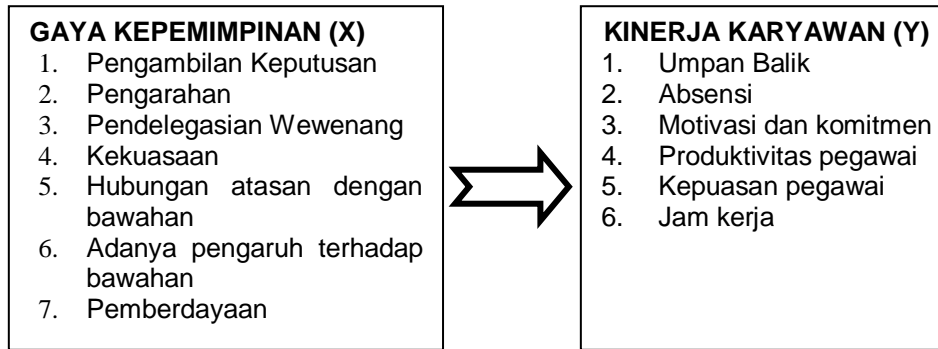 GAYA KEPEMIMPINAN (X)
1. Pengambilan Keputusan
2. Pengarahan
3. Pendelegasian Wewenang
4. Kekuasaan
5. Hubungan atasan dengan
bawahan
6. Adanya pengaruh terhadap
bawahan
7. Pemberdayaan
KINERJA KARYAWAN (Y)
1. Umpan Balik
2. Absensi
3. Motivasi dan komitmen
4. Produktivitas pegawai
5. Kepuasan pegawai
6. Jam kerja